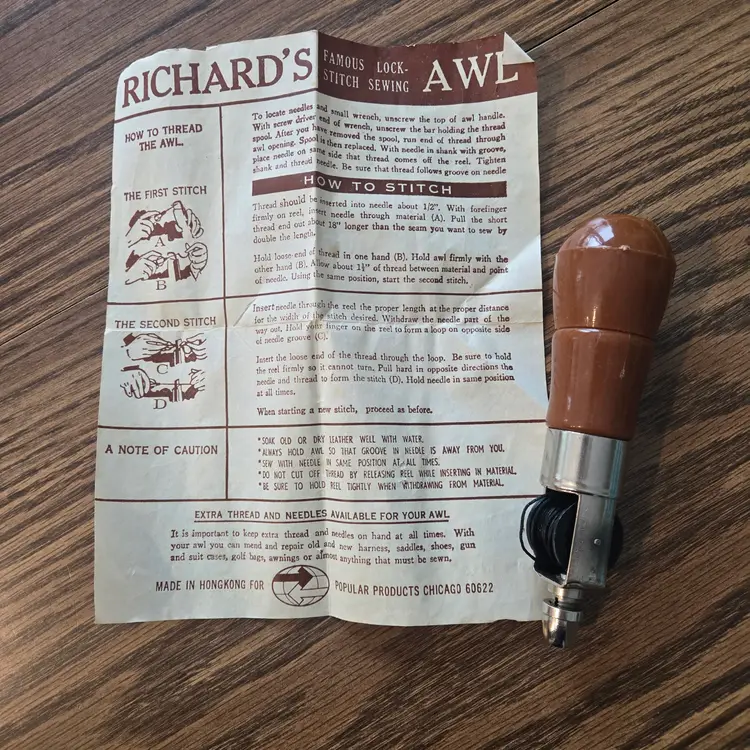 RICHARD'S FAMOUS LOCK-
STITCH SEWING AWL
HOW TO THREAD
THE AWL.
To locate needles and small wrench, unscrew the top of awl handle.
With screw driver end of wrench, unscrew the bar holding the thread
spool. After you have removed the spool, run end of thread through
awl opening. Spool is then replaced. With needle in shank with groove,
place needle on same side that thread comes off the reel. Tighten
shank and thread needle. Be sure that thread follows groove on needle
HOW TO STITCH
THE FIRST STITCH
A
B
Thread should be inserted into needle about 1/2". With forefinger
firmly on reel, insert needle through material (A). Pull the short
thread end out about 18" longer than the seam you want to sew by
double the length.
Hold loose end of thread in one hand (B). Hold awl firmly with the
other hand (B). Allow about 1½" of thread between material and point
of needle. Using the same position, start the second stitch.
THE SECOND STITCH
C
D
Insert needle through the reel the proper length at the proper distance
for the width of the stitch desired. Withdraw the needle part of the
way out. Hold your finger on the reel to form a loop on opposite side
of needle groove (C).
Insert the loose end of the thread through the loop. Be sure to hold
the reel firmly so it cannot turn. Pull hard in opposite directions the
needle and thread to form the stitch (D). Hold needle in same position
at all times.
When starting a new stitch, proceed as before.
A NOTE OF CAUTION
*SOAK OLD OR DRY LEATHER WELL WITH WATER.
*ALWAYS HOLD AWL SO THAT GROOVE IN NEEDLE IS AWAY FROM YOU.
*SEW WITH NEEDLE IN SAME POSITION AT ALL TIMES.
*DO NOT CUT OFF THREAD BY RELEASING REEL WHILE INSERTING IN MATERIAL.
*BE SURE TO HOLD REEL TIGHTLY WHEN WITHDRAWING FROM MATERIAL.
EXTRA THREAD AND NEEDLES AVAILABLE FOR YOUR AWL
It is important to keep extra thread and needles on hand at all times. With
your awl you can mend and repair old and new harness, saddles, shoes, gun
and suit cases, golf bags, awnings or almost anything that must be sewn.
MADE IN HONGKONG FOR POPULAR PRODUCTS CHICAGO 60622